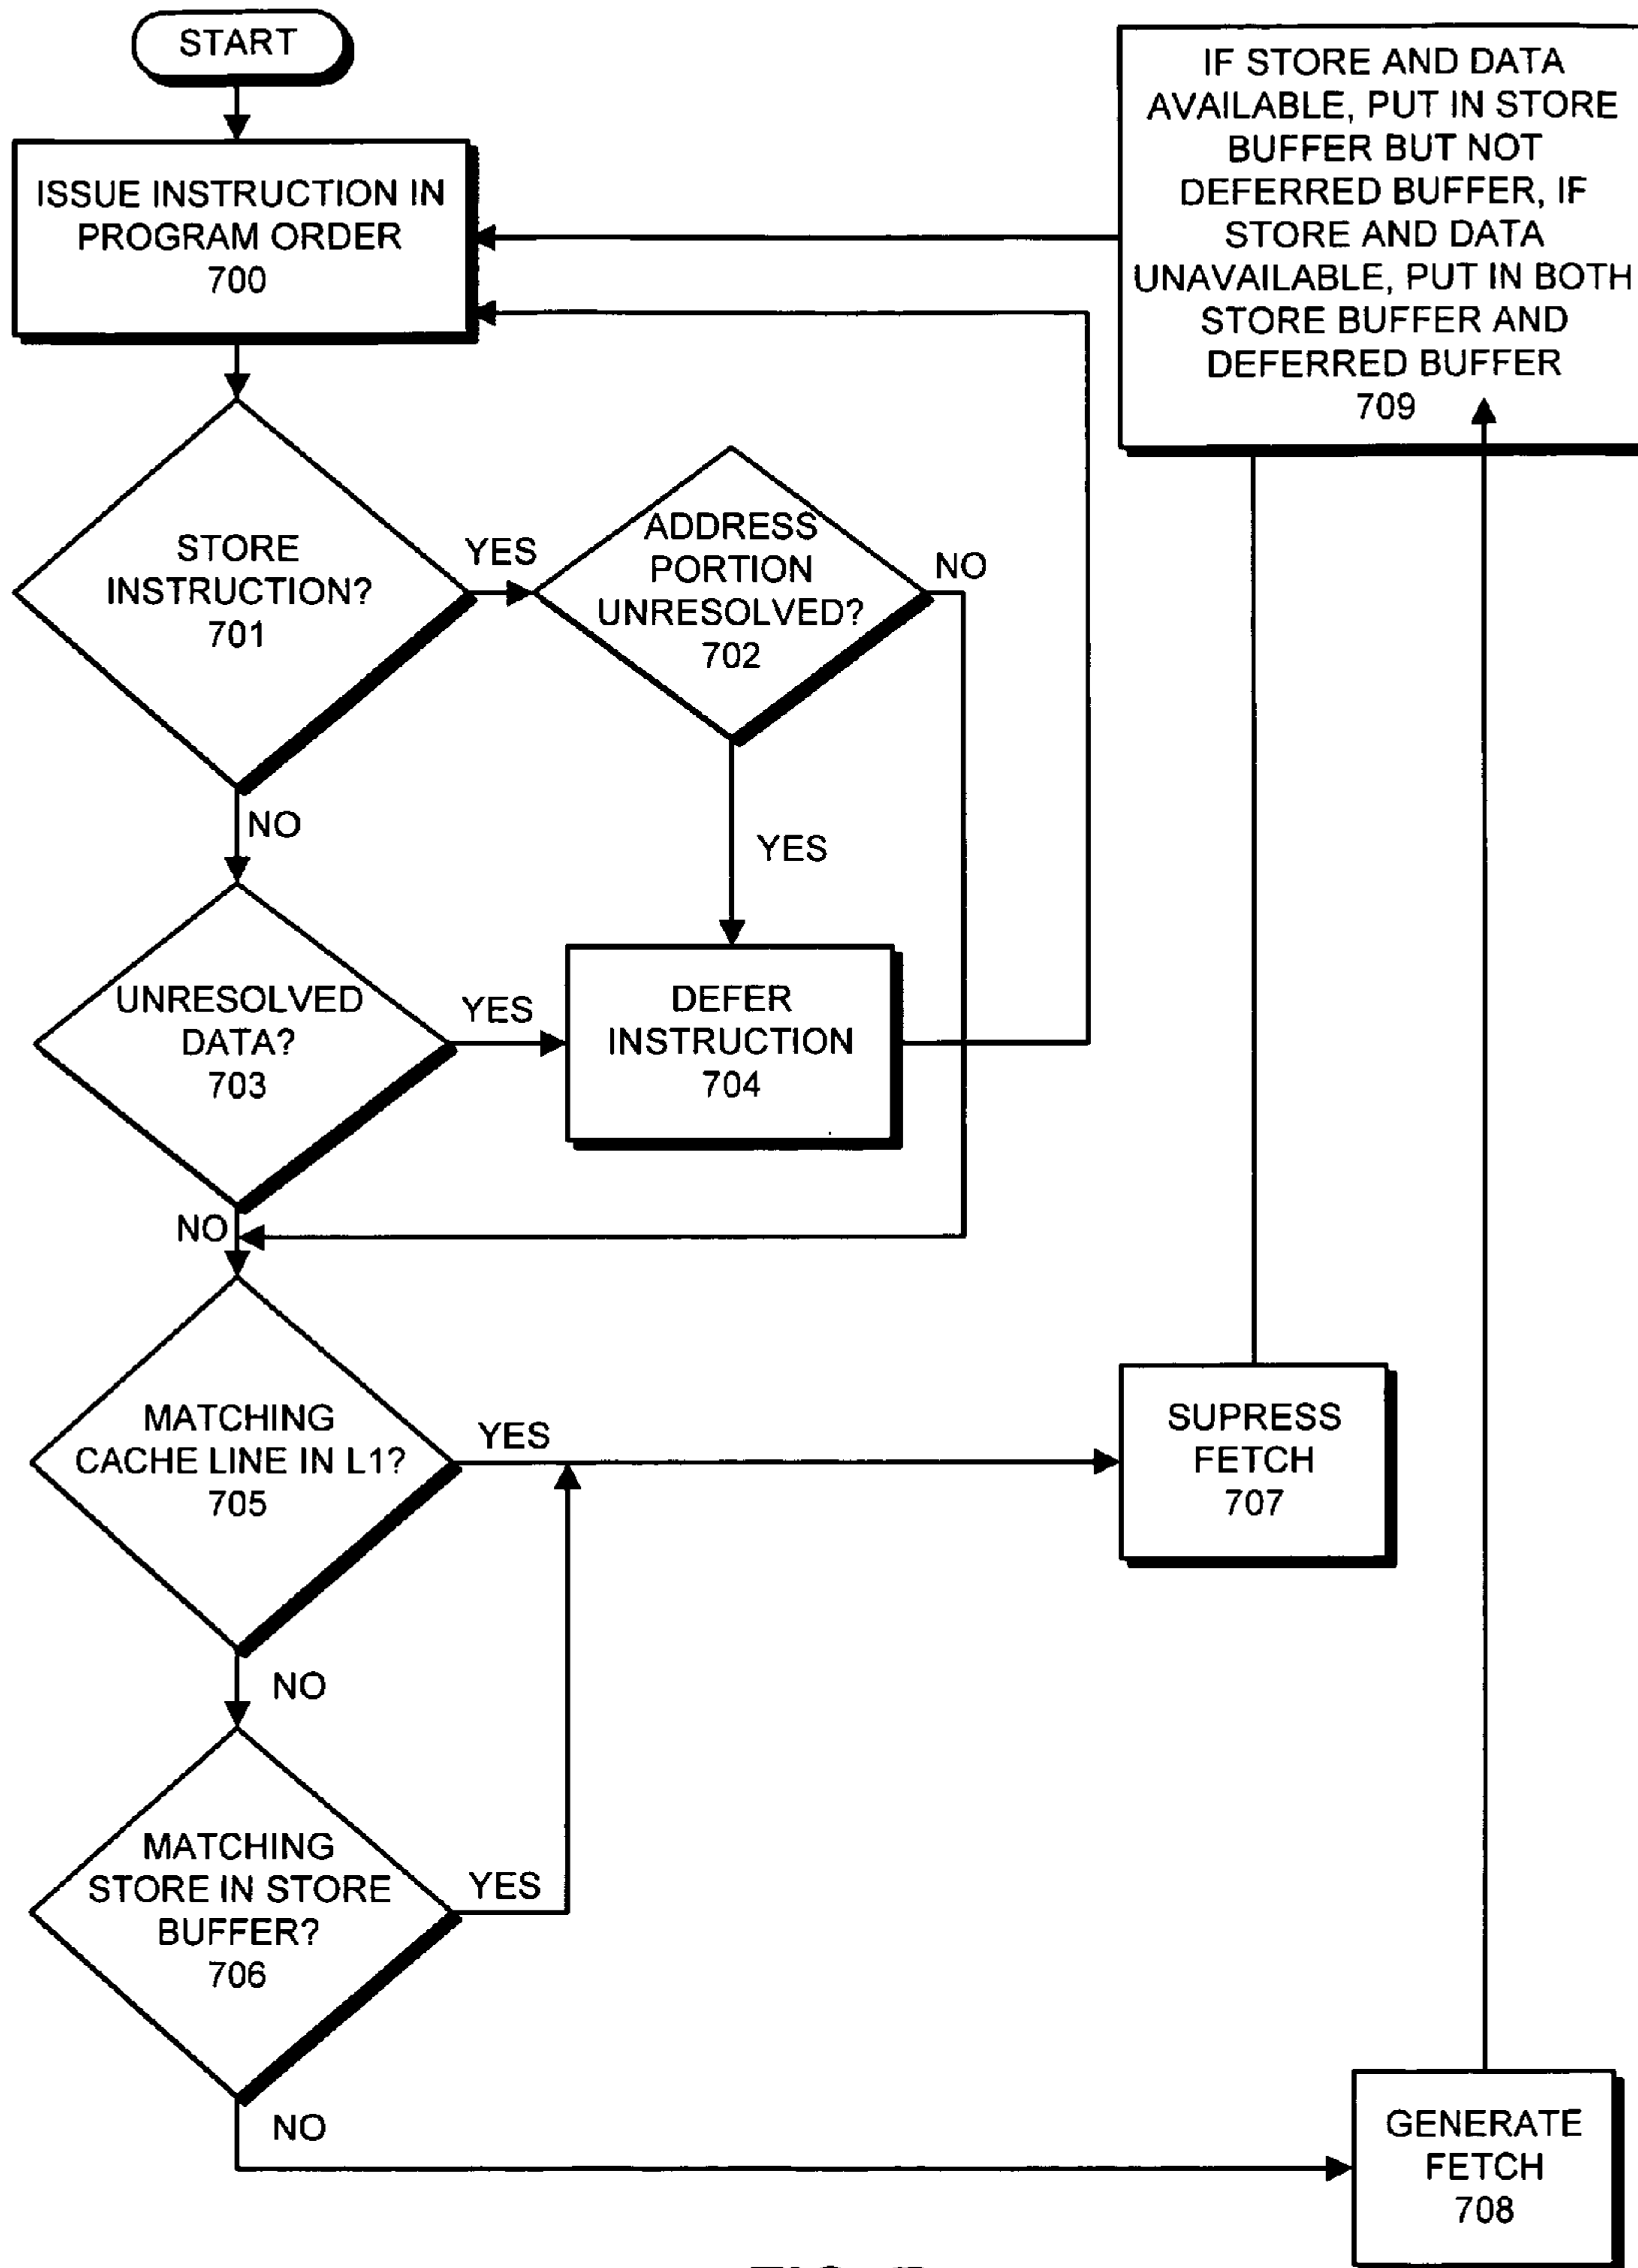 START
ISSUE INSTRUCTION IN
PROGRAM ORDER
700
IF STORE AND DATA
AVAILABLE, PUT IN STORE
BUFFER BUT NOT
DEFERRED BUFFER, IF
STORE AND DATA
UNAVAILABLE, PUT IN BOTH
STORE BUFFER AND
DEFERRED BUFFER
709
STORE
INSTRUCTION?
701
YES
ADDRESS
PORTION
UNRESOLVED?
702
NO
NO
YES
UNRESOLVED
DATA?
703
YES
DEFER
INSTRUCTION
704
NO
MATCHING
CACHE LINE IN L1?
705
YES
SUPRESS
FETCH
707
NO
MATCHING
STORE IN STORE
BUFFER?
706
YES
NO
GENERATE
FETCH
708